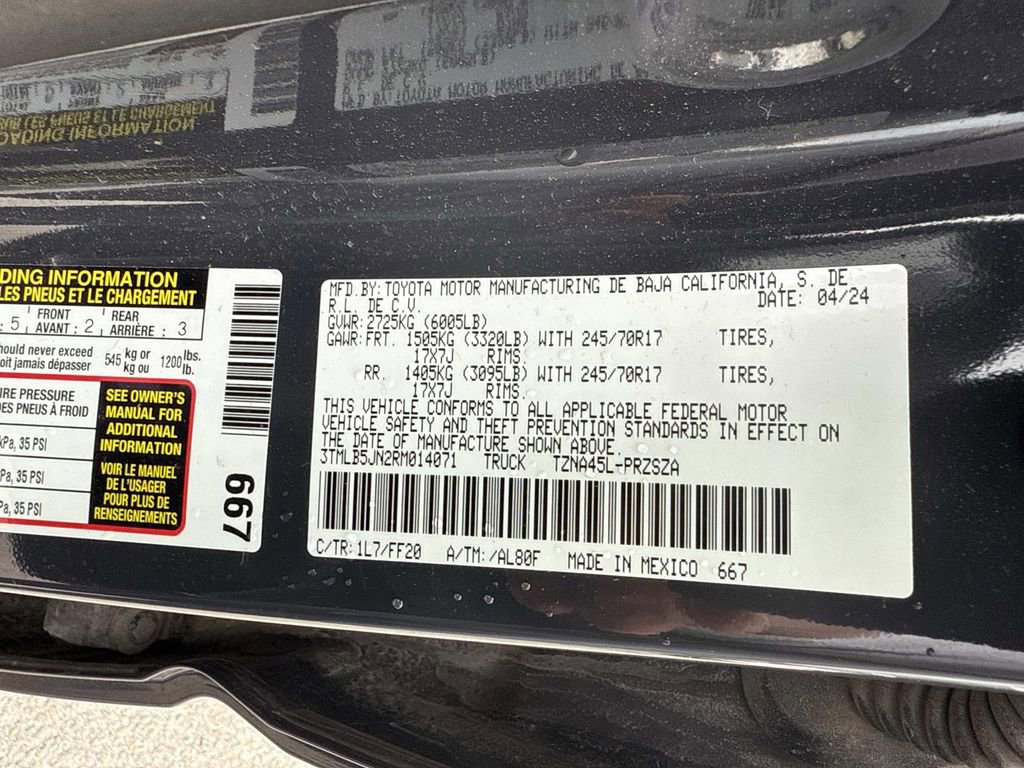 DING INFORMATION
LES PNEUS ET LE CHARGEMENT
: 5 FRONT AVANT : 2 REAR ARRIÈRE : 3
hould never exceed 545 kg or 1200 lbs.
oit jamais dépasser kg ou lb.
IRE PRESSURE
DES PNEUS À FROID
kPa, 35 PSI
Pa, 35 PSI
Pa, 35 PSI
SEE OWNER'S
MANUAL FOR
ADDITIONAL
INFORMATION
VOIR LE MANUEL
DE L'USAGER
POUR PLUS DE
RENSEIGNEMENTS
667
MFD.BY:TOYOTA MOTOR MANUFACTURING DE BAJA CALIFORNIA, S. DE
R.L. DE C.V. DATE: 04/24
GVWR:2725KG (6005LB)
GAWR:FRT. 1505KG (3320LB) WITH 245/70R17 TIRES,
17X7J RIMS.
RR. 1405KG (3095LB) WITH 245/70R17 TIRES,
17X7J RIMS.
THIS VEHICLE CONFORMS TO ALL APPLICABLE FEDERAL MOTOR
VEHICLE SAFETY AND THEFT PREVENTION STANDARDS IN EFFECT ON
THE DATE OF MANUFACTURE SHOWN ABOVE.
3TMLB5JN2RM014071 TRUCK TZNA45L-PRZSZA
C/TR:1L7/FF20 A/TM:/AL80F MADE IN MEXICO 667